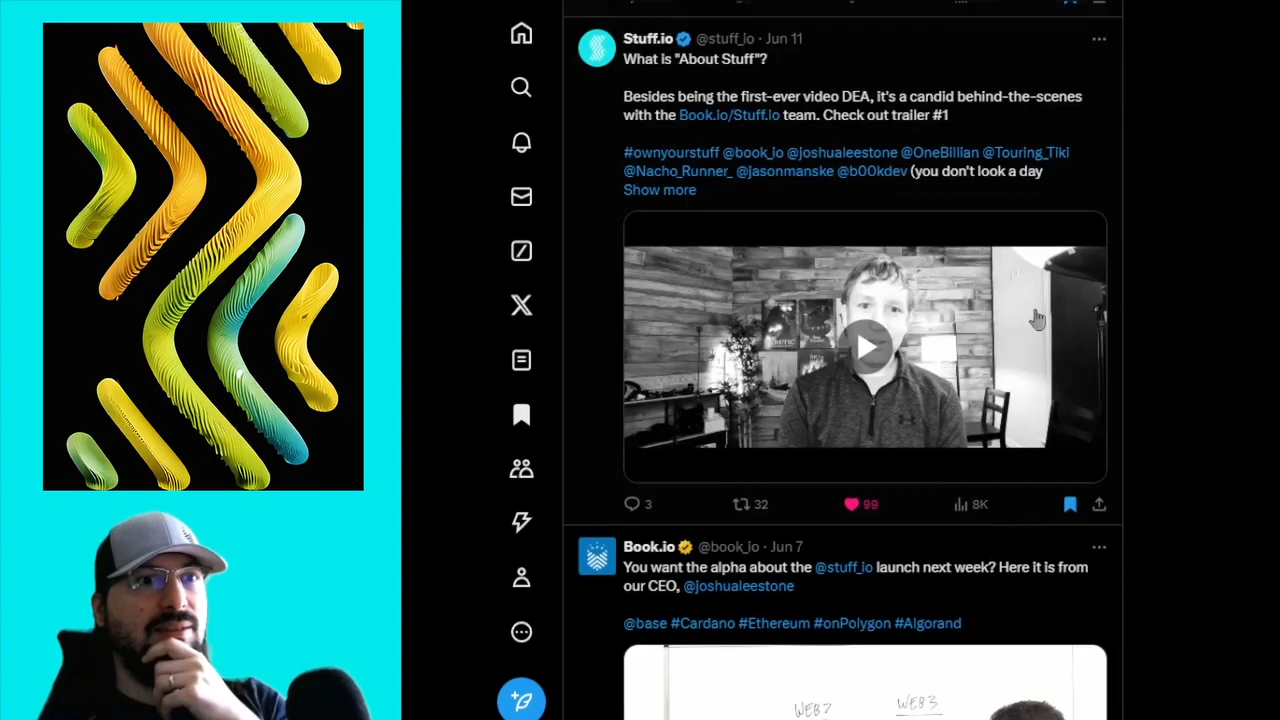 Stuff.io @stuff_io · Jun 11
What is "About Stuff"?
Besides being the first-ever video DEA, it's a candid behind-the-scenes
with the Book.io/Stuff.io team. Check out trailer #1
#ownyourstuff @book_io @joshualeestone @OneBillian @Touring_Tiki
@Nacho_Runner_ @jasonmanske @b00kdev (you don't look a day
Show more
3 32 99 8K
Book.io @book_io · Jun 7
You want the alpha about the @stuff_io launch next week? Here it is from
our CEO, @joshualeestone
@base #Cardano #Ethereum #onPolygon #Algorand
WEB2 WEB3